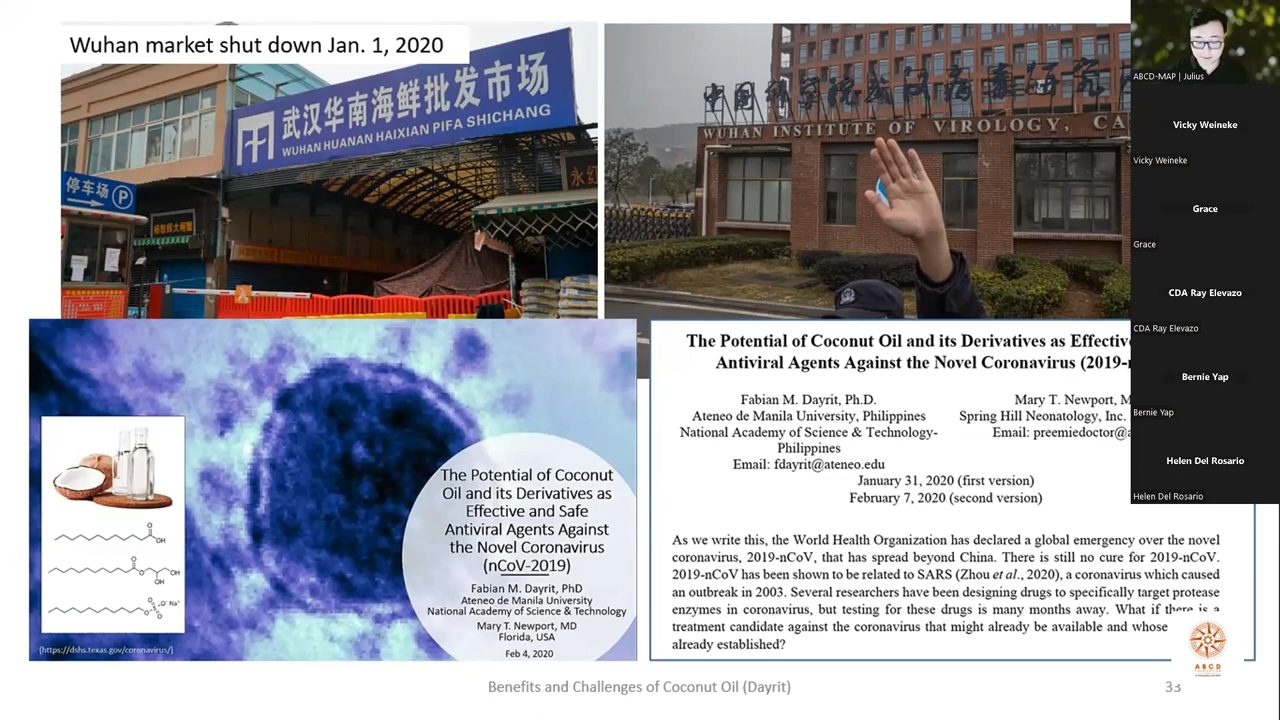 Wuhan market shut down Jan. 1, 2020
武汉华南海鲜批发市场
WUHAN HUANAN HAIXIAN PIFA SHICHANG
停车场 P
WUHAN INSTITUTE OF VIROLOGY, CA
The Potential of Coconut
Oil and its Derivatives as
Effective and Safe
Antiviral Agents Against
the Novel Coronavirus
(nCoV-2019)
Fabian M. Dayrit, PhD
Ateneo de Manila University
National Academy of Science & Technology
Mary T. Newport, MD
Florida, USA
Feb 4, 2020
O
OH
O
O
OH
OH
(https://dshs.texas.gov/coronavirus/)
The Potential of Coconut Oil and its Derivatives as Effective
Antiviral Agents Against the Novel Coronavirus (2019-n
Fabian M. Dayrit, Ph.D.
Ateneo de Manila University, Philippines
National Academy of Science & Technology-
Philippines
Email: fdayrit@ateneo.edu
Mary T. Newport, M
Spring Hill Neonatology, Inc.
Email: preemiedoctor@a
January 31, 2020 (first version)
February 7, 2020 (second version)
As we write this, the World Health Organization has declared a global emergency over the novel
coronavirus, 2019-nCoV, that has spread beyond China. There is still no cure for 2019-nCoV.
2019-nCoV has been shown to be related to SARS (Zhou et al., 2020), a coronavirus which caused
an outbreak in 2003. Several researchers have been designing drugs to specifically target protease
enzymes in coronavirus, but testing for these drugs is many months away. What if there is a
treatment candidate against the coronavirus that might already be available and whose
already established?
ABCD
Benefits and Challenges of Coconut Oil (Dayrit)
33
ABCD-MAP | Julius
Vicky Weineke
Vicky Weineke
Grace
Grace
CDA Ray Elevazo
CDA Ray Elevazo
Bernie Yap
Bernie Yap
Helen Del Rosario
Helen Del Rosario